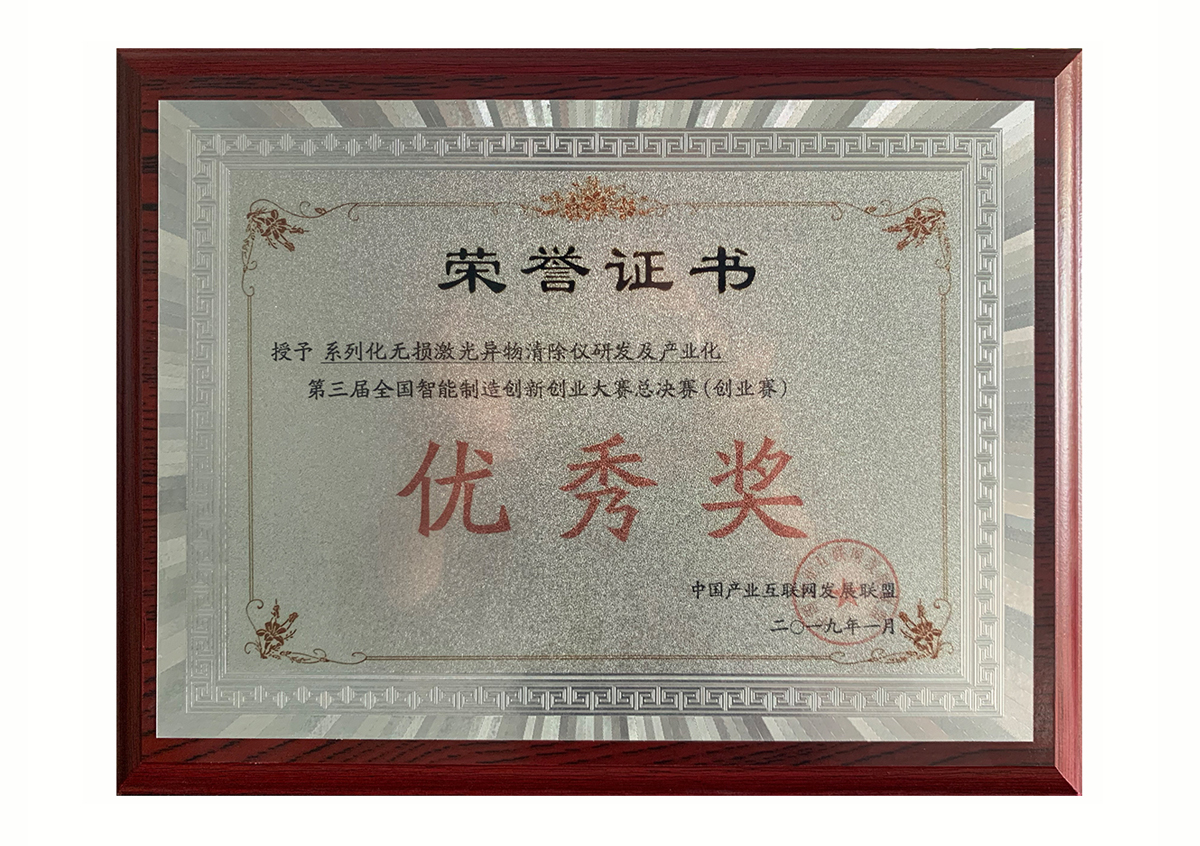 荣誉证书
授予 系列化无损激光异物清除仪研发及产业化
第三届全国智能制造创新创业大赛总决赛(创业赛)
优秀奖
中国产业互联网发展联盟
二〇一九年一月